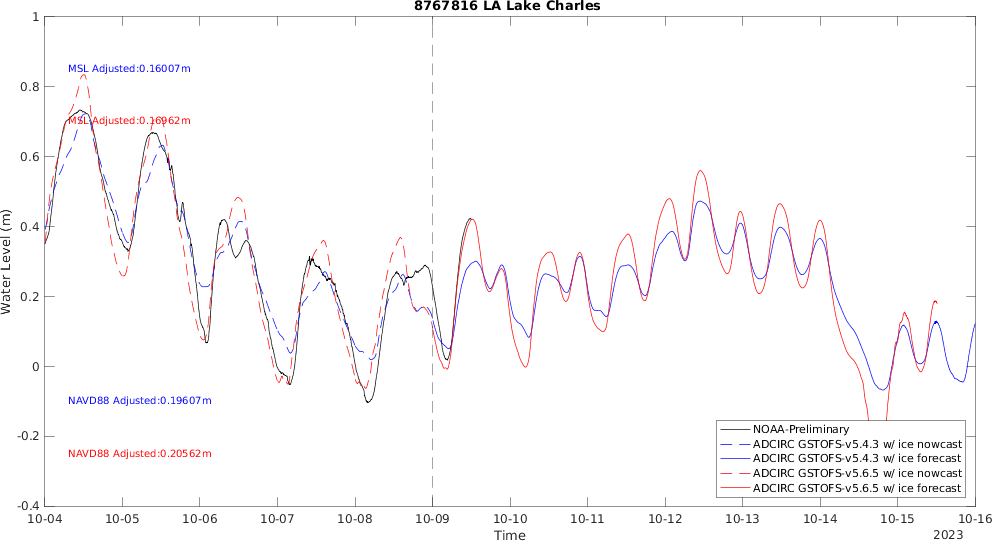 8767816 LA Lake Charles
1
0.8
0.6
0.4
0.2
0
-0.2
-0.4
Water Level (m)
MSL Adjusted:0.16007m
MSL Adjusted:0.16962m
NAVD88 Adjusted:0.19607m
NAVD88 Adjusted:0.20562m
NOAA-Preliminary
ADCIRC GSTOFS-v5.4.3 w/ ice nowcast
ADCIRC GSTOFS-v5.4.3 w/ ice forecast
ADCIRC GSTOFS-v5.6.5 w/ ice nowcast
ADCIRC GSTOFS-v5.6.5 w/ ice forecast
10-04 10-05 10-06 10-07 10-08 10-09 10-10 10-11 10-12 10-13 10-14 10-15 10-16
Time
2023